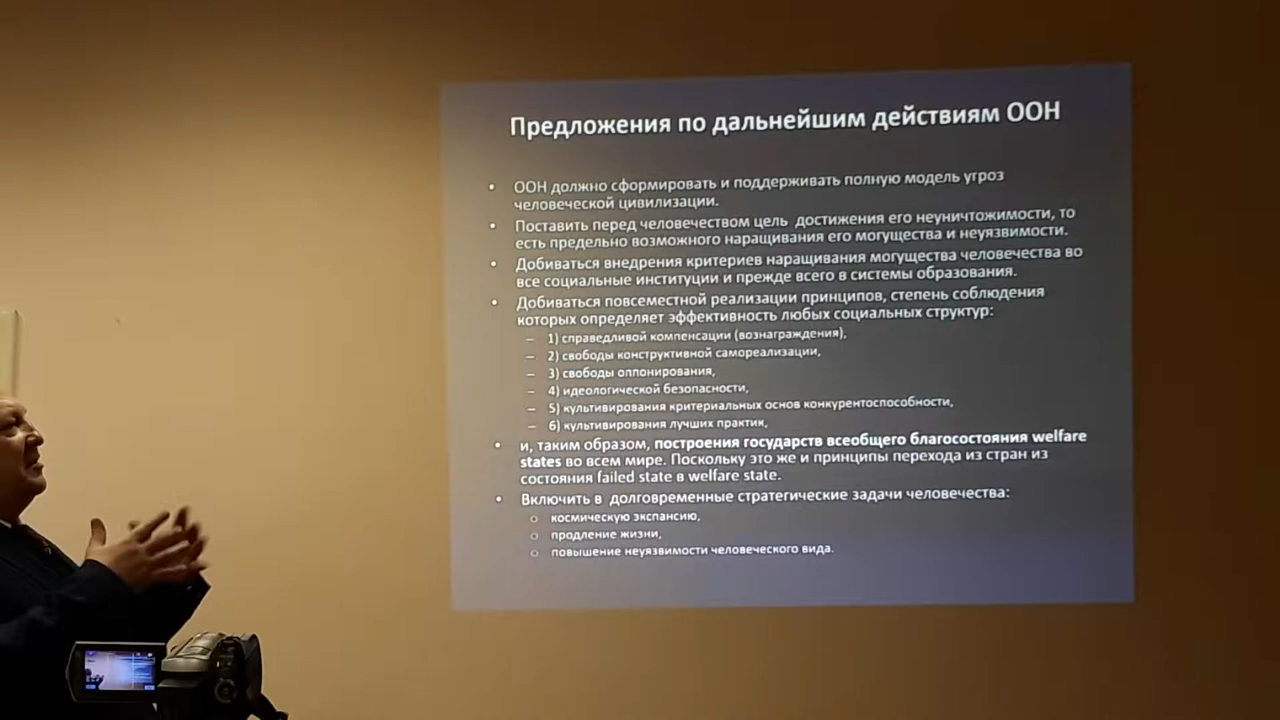 Предложения по дальнейшим действиям ООН
• ООН должно сформировать и поддерживать полную модель угроз
человеческой цивилизации.
• Поставить перед человечеством цель достижения его неуничтожимости, то
есть предельно возможного наращивания его могущества и неуязвимости.
• Добиваться внедрения критериев наращивания могущества человечества во
все социальные институции и прежде всего в системы образования.
• Добиваться повсеместной реализации принципов, степень соблюдения
которых определяет эффективность любых социальных структур:
– 1) справедливой компенсации (вознаграждения),
– 2) свободы конструктивной самореализации,
– 3) свободы оппонирования,
– 4) идеологической безопасности,
– 5) культивирования критериальных основ конкурентоспособности,
– 6) культивирования лучших практик,
• и, таким образом, построения государств всеобщего благосостояния welfare
states во всем мире. Поскольку это же и принципы перехода из стран из
состояния failed state в welfare state.
• Включить в долговременные стратегические задачи человечества:
○ космическую экспансию,
○ продление жизни,
○ повышение неуязвимости человеческого вида.